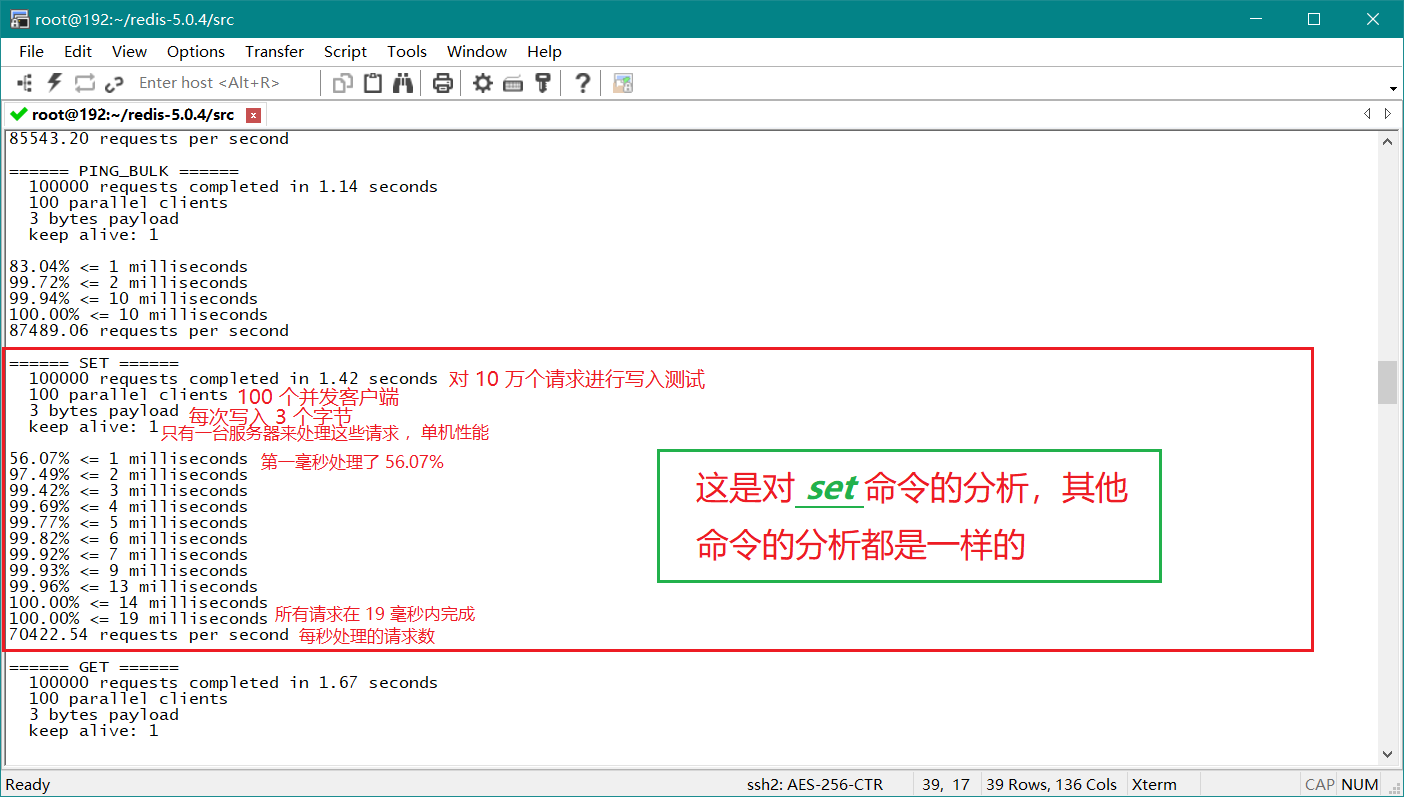 root@192:~/redis-5.0.4/src
File Edit View Options Transfer Script Tools Window Help
Enter host <Alt+R>
root@192:~/redis-5.0.4/src
85543.20 requests per second
====== PING_BULK ======
100000 requests completed in 1.14 seconds
100 parallel clients
3 bytes payload
keep alive: 1
83.04% <= 1 milliseconds
99.72% <= 2 milliseconds
99.94% <= 10 milliseconds
100.00% <= 10 milliseconds
87489.06 requests per second
====== SET ======
100000 requests completed in 1.42 seconds 对 10 万个请求进行写入测试
100 parallel clients 100 个并发客户端
3 bytes payload 每次写入 3 个字节
keep alive: 1 只有一台服务器来处理这些请求，单机性能
56.07% <= 1 milliseconds 第一毫秒处理了 56.07%
97.49% <= 2 milliseconds
99.42% <= 3 milliseconds
99.69% <= 4 milliseconds
99.77% <= 5 milliseconds
99.82% <= 6 milliseconds
99.92% <= 7 milliseconds
99.93% <= 9 milliseconds
99.96% <= 13 milliseconds
100.00% <= 14 milliseconds
100.00% <= 19 milliseconds 所有请求在 19 毫秒内完成
70422.54 requests per second 每秒处理的请求数
这是对 set 命令的分析，其他
命令的分析都是一样的
====== GET ======
100000 requests completed in 1.67 seconds
100 parallel clients
3 bytes payload
keep alive: 1
Ready ssh2: AES-256-CTR 39, 17 39 Rows, 136 Cols Xterm CAP NUM